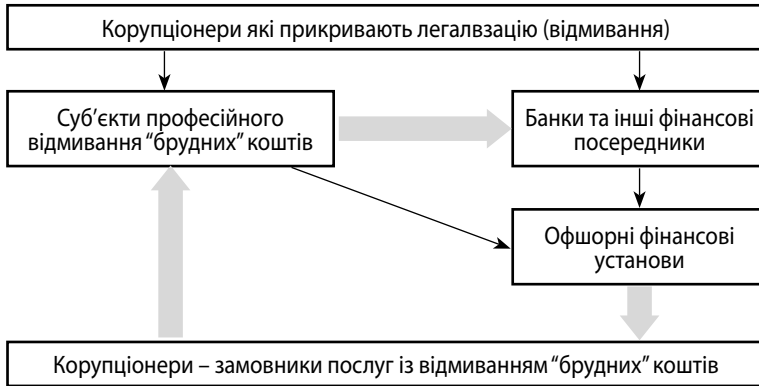 Корупціонери які прикривають легалвзацію (відмивання)
Суб’єкти професійного
відмивання “брудних” коштів
Банки та інші фінансові
посередники
Офшорні фінансові
установи
Корупціонери – замовники послуг із відмиванням “брудних” коштів